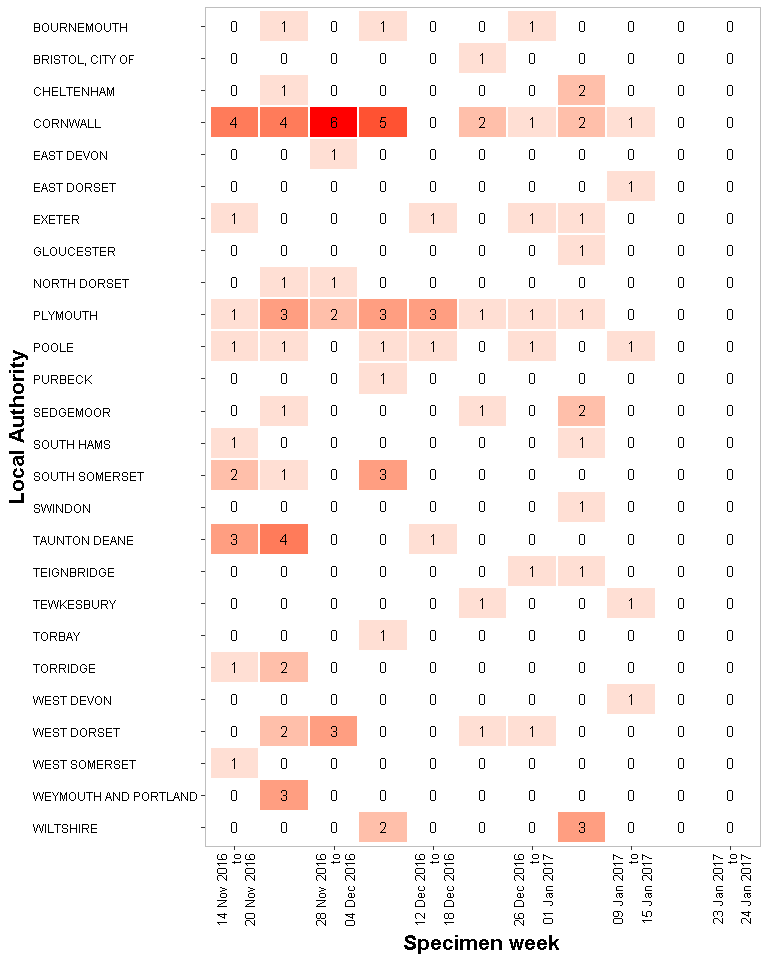 BOURNEMOUTH 0 1 0 1 0 0 1 0 0 0 0
BRISTOL, CITY OF 0 0 0 0 0 1 0 0 0 0 0
CHELTENHAM 0 1 0 0 0 0 0 2 0 0 0
CORNWALL 4 4 6 5 0 2 1 2 1 0 0
EAST DEVON 0 0 1 0 0 0 0 0 0 0 0
EAST DORSET 0 0 0 0 0 0 0 0 1 0 0
EXETER 1 0 0 0 1 0 1 1 0 0 0
GLOUCESTER 0 0 0 0 0 0 0 1 0 0 0
NORTH DORSET 0 1 1 0 0 0 0 0 0 0 0
PLYMOUTH 1 3 2 3 3 1 1 1 0 0 0
POOLE 1 1 0 1 1 0 1 0 1 0 0
PURBECK 0 0 0 1 0 0 0 0 0 0 0
SEDGEMOOR 0 1 0 0 0 1 0 2 0 0 0
SOUTH HAMS 1 0 0 0 0 0 0 1 0 0 0
SOUTH SOMERSET 2 1 0 3 0 0 0 0 0 0 0
SWINDON 0 0 0 0 0 0 0 1 0 0 0
TAUNTON DEANE 3 4 0 0 1 0 0 0 0 0 0
TEIGNBRIDGE 0 0 0 0 0 0 1 1 0 0 0
TEWKESBURY 0 0 0 0 0 1 0 0 1 0 0
TORBAY 0 0 0 1 0 0 0 0 0 0 0
TORRIDGE 1 2 0 0 0 0 0 0 0 0 0
WEST DEVON 0 0 0 0 0 0 0 0 1 0 0
WEST DORSET 0 2 3 0 0 1 1 0 0 0 0
WEST SOMERSET 1 0 0 0 0 0 0 0 0 0 0
WEYMOUTH AND PORTLAND 0 3 0 0 0 0 0 0 0 0 0
WILTSHIRE 0 0 0 2 0 0 0 3 0 0 0
Local Authority
14 Nov 2016
to
20 Nov 2016
28 Nov 2016
to
04 Dec 2016
12 Dec 2016
to
18 Dec 2016
26 Dec 2016
to
01 Jan 2017
09 Jan 2017
to
15 Jan 2017
23 Jan 2017
to
24 Jan 2017
Specimen week